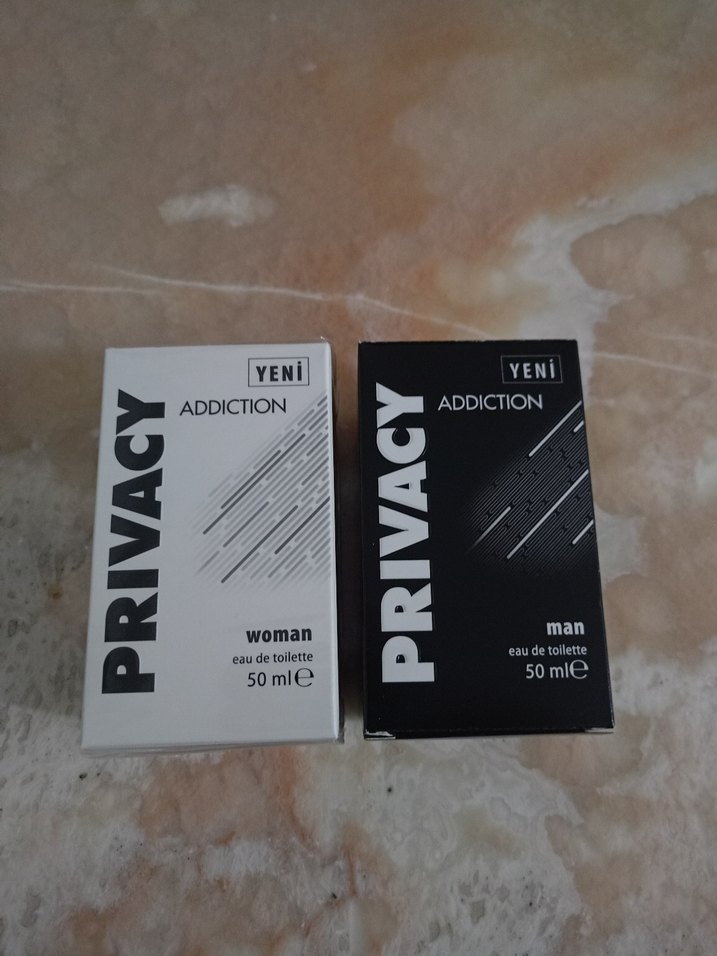 YENİ
ADDICTION
PRIVACY
woman
eau de toilette
50 ml℮
YENİ
ADDICTION
PRIVACY
man
eau de toilette
50 ml℮